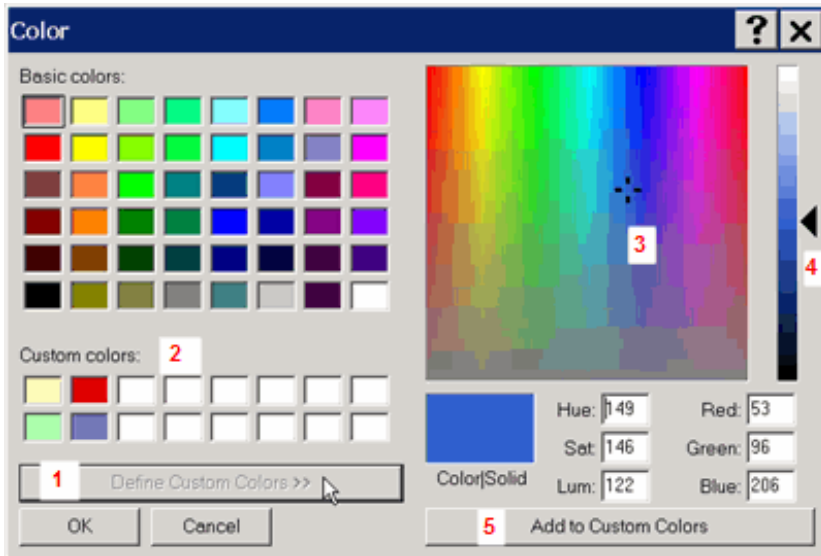 Color
Basic colors:
3
4
Custom colors: 2
1 Define Custom Colors >>
OK Cancel
Color|Solid
Hue: 149 Red: 53
Sat: 146 Green: 96
Lum: 122 Blue: 206
5 Add to Custom Colors